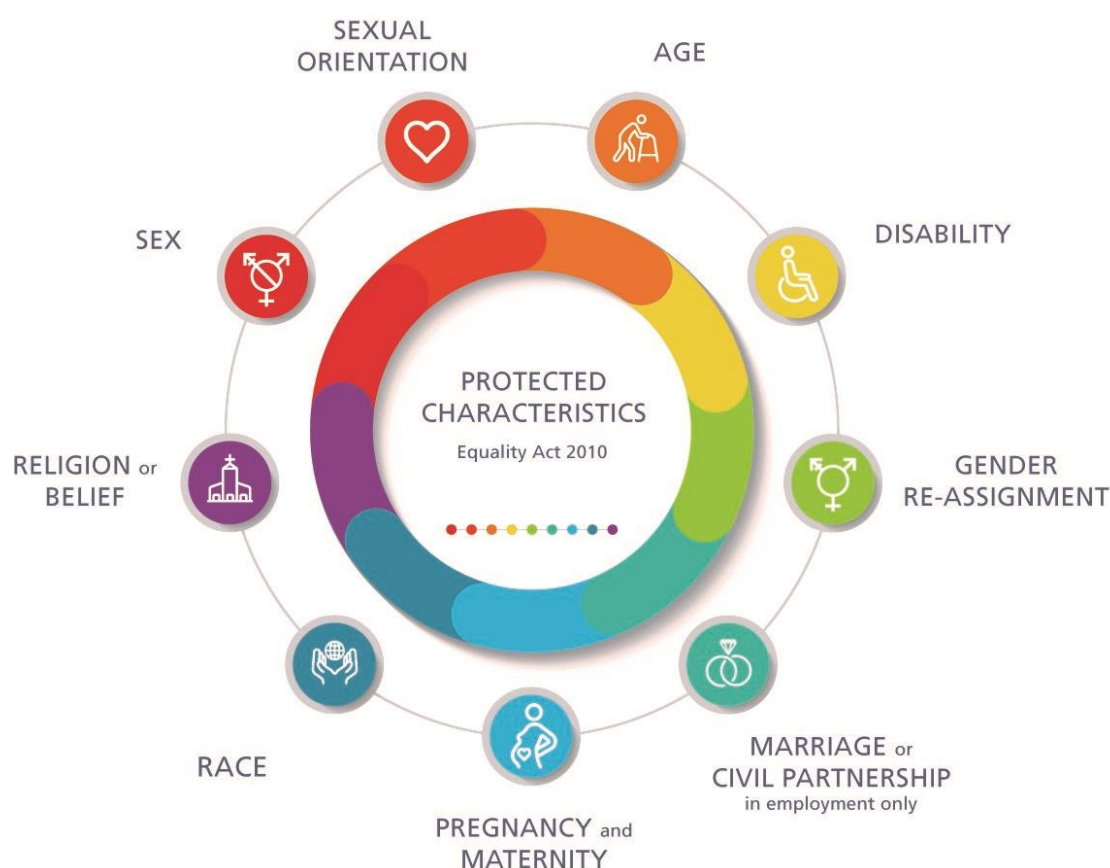 SEXUAL
ORIENTATION
AGE
SEX
DISABILITY
PROTECTED
CHARACTERISTICS
Equality Act 2010
RELIGION or
BELIEF
GENDER
RE-ASSIGNMENT
RACE
MARRIAGE or
CIVIL PARTNERSHIP
in employment only
PREGNANCY and
MATERNITY